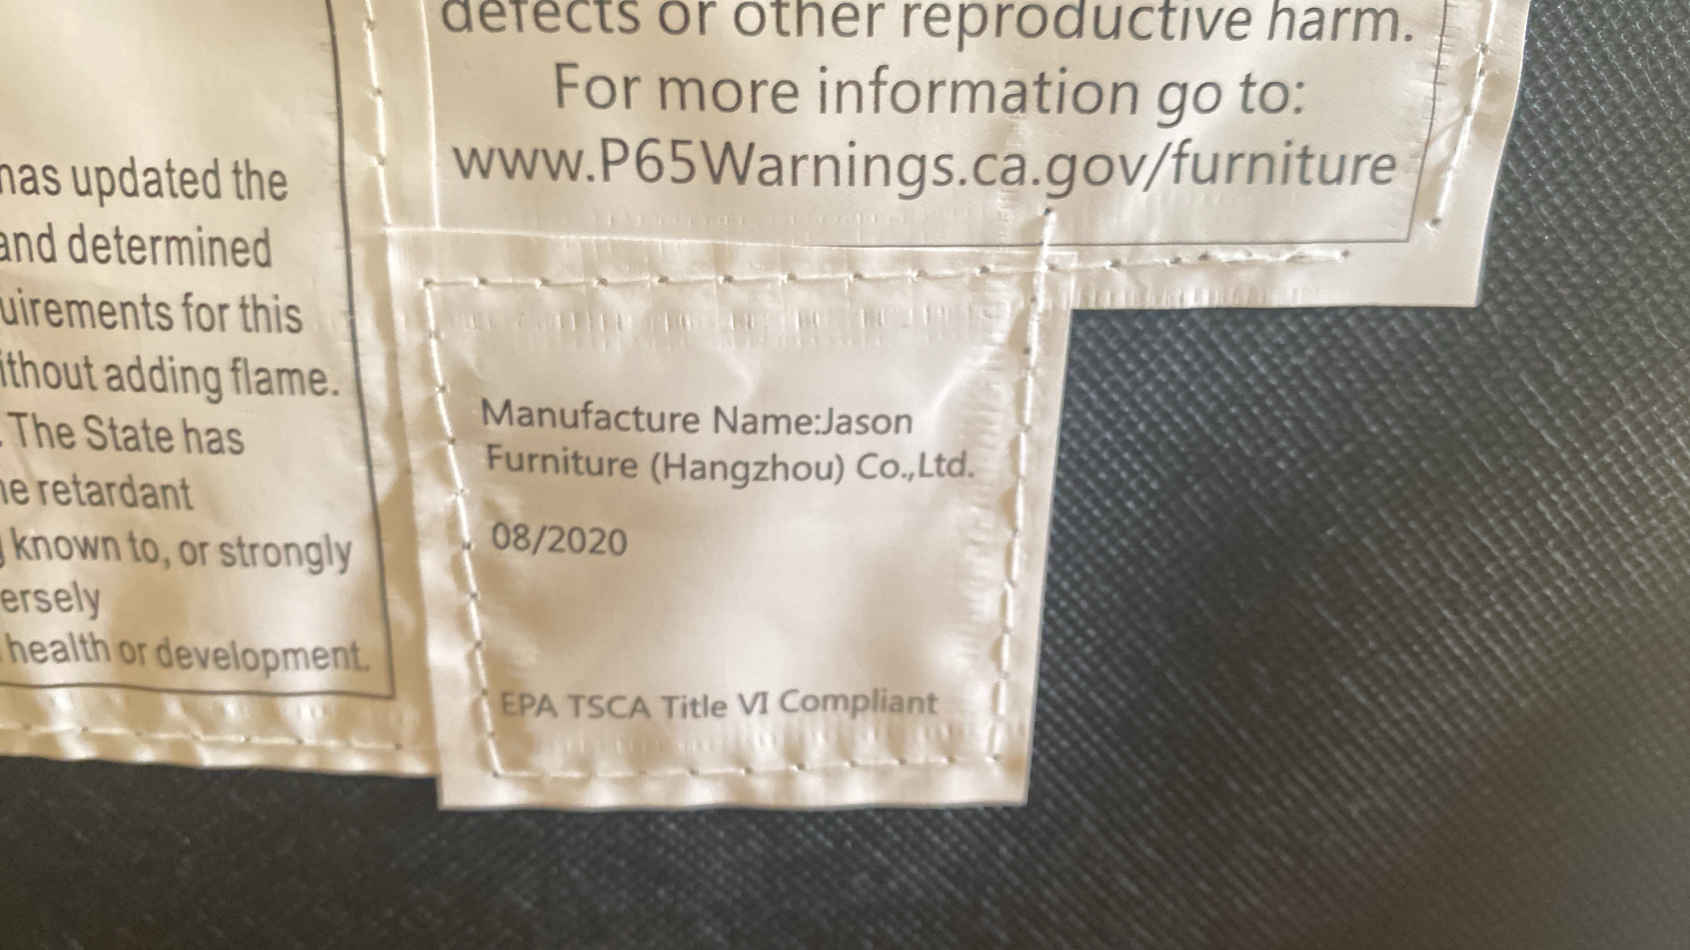 defects or other reproductive harm.
For more information go to:
www.P65Warnings.ca.gov/furniture
has updated the
and determined
uirements for this
ithout adding flame.
. The State has
e retardant
known to, or strongly
ersely
health or development.
Manufacture Name:Jason
Furniture (Hangzhou) Co.,Ltd.
08/2020
EPA TSCA Title VI Compliant